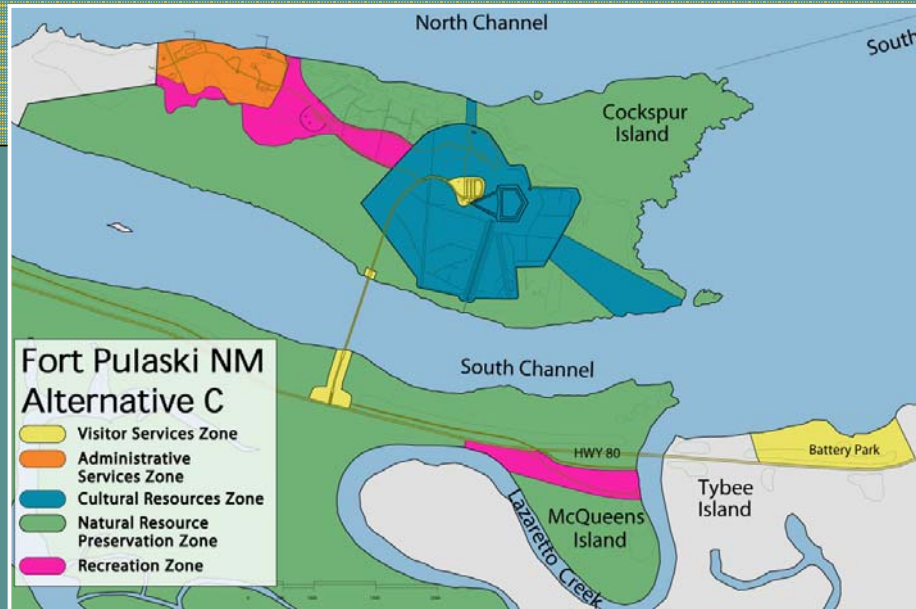 North Channel
South
Cockspur
Island
South Channel
Fort Pulaski NM
Alternative C
Visitor Services Zone
Administrative
Services Zone
Cultural Resources Zone
Natural Resource
Preservation Zone
Recreation Zone
HWY 80
Battery Park
Tybee
Island
McQueens
Island
Lazaretto Creek